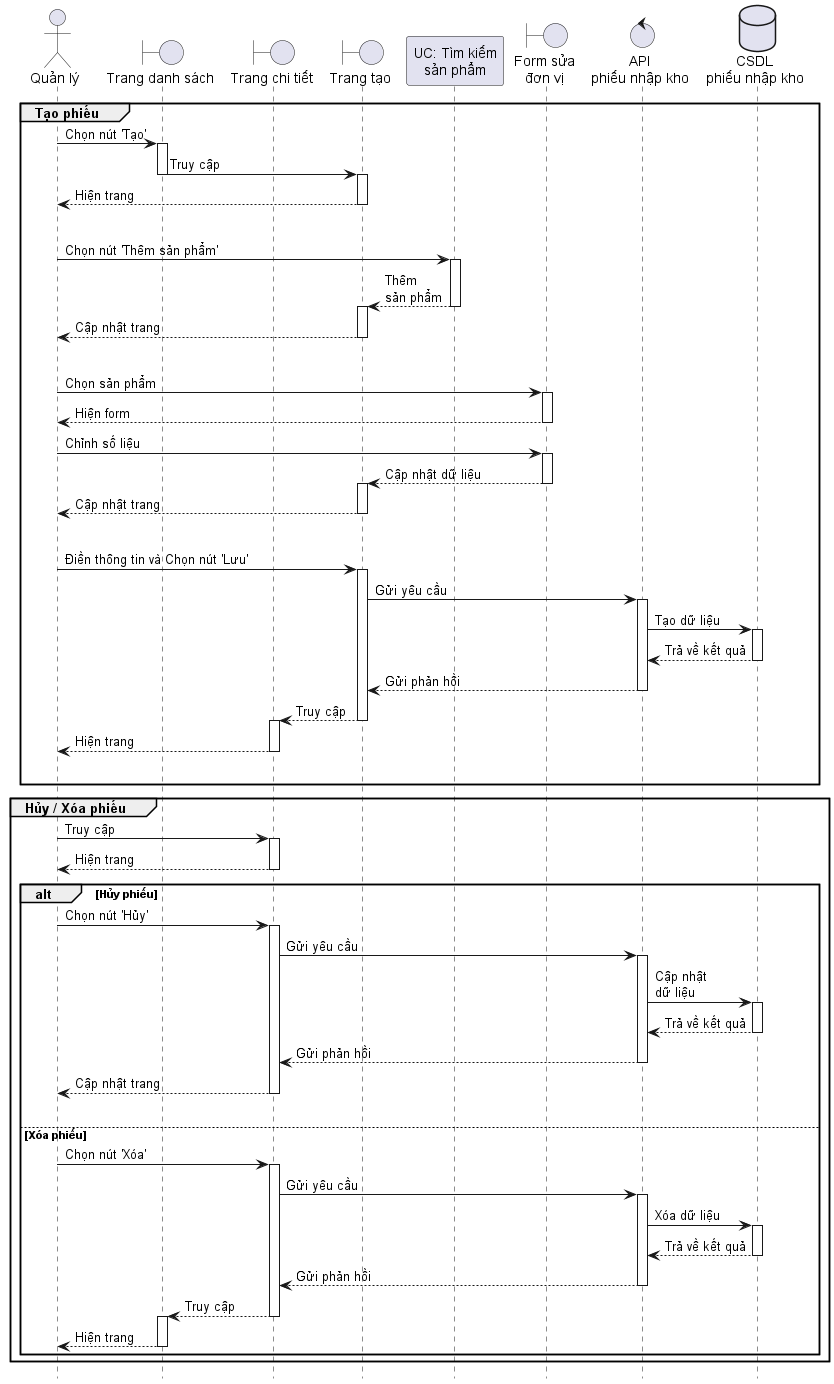 Quản lý
Trang danh sách
Trang chi tiết
Trang tạo
UC: Tìm kiếm
sản phẩm
Form sửa
đơn vị
API
phiếu nhập kho
CSDL
phiếu nhập kho
Tạo phiếu
Chọn nút 'Tạo'
Truy cập
Hiện trang
Chọn nút 'Thêm sản phẩm'
Thêm
sản phẩm
Cập nhật trang
Chọn sản phẩm
Hiện form
Chỉnh số liệu
Cập nhật dữ liệu
Cập nhật trang
Điền thông tin và Chọn nút 'Lưu'
Gửi yêu cầu
Tạo dữ liệu
Trả về kết quả
Gửi phản hồi
Truy cập
Hiện trang
Hủy / Xóa phiếu
Truy cập
Hiện trang
alt [Hủy phiếu]
Chọn nút 'Hủy'
Gửi yêu cầu
Cập nhật
dữ liệu
Trả về kết quả
Gửi phản hồi
Cập nhật trang
[Xóa phiếu]
Chọn nút 'Xóa'
Gửi yêu cầu
Xóa dữ liệu
Trả về kết quả
Gửi phản hồi
Truy cập
Hiện trang